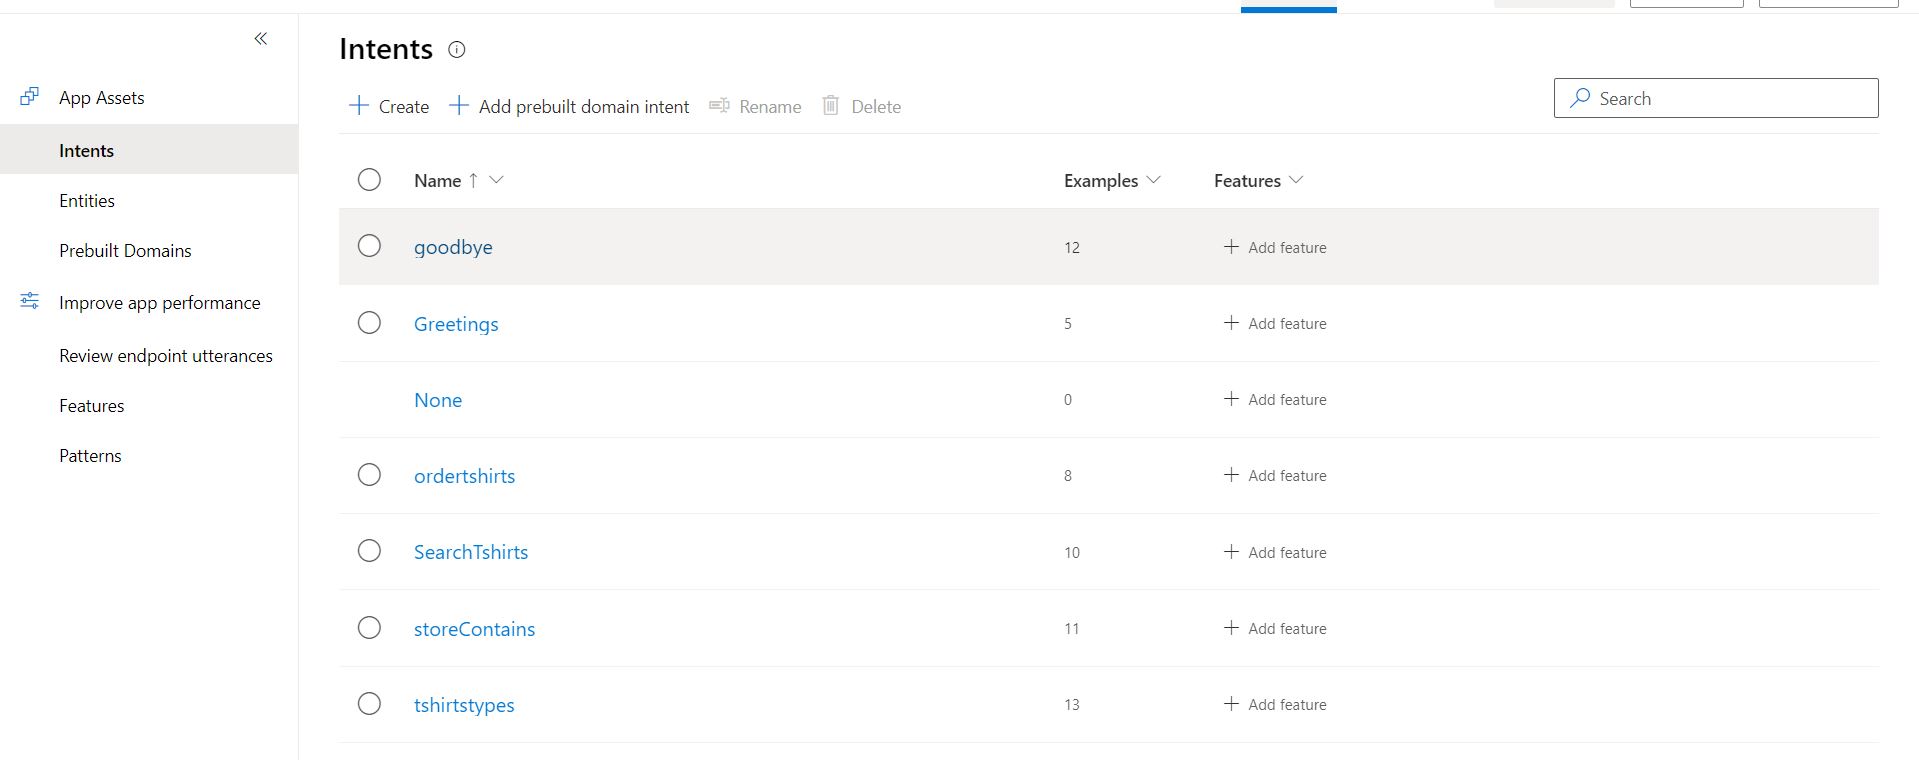 Intents
App Assets
Create Add prebuilt domain intent Rename Delete Search
Intents
Entities
Prebuilt Domains
Improve app performance
Review endpoint utterances
Features
Patterns
Name ↑ Examples Features
goodbye 12 + Add feature
Greetings 5 + Add feature
None 0 + Add feature
ordertshirts 8 + Add feature
SearchTshirts 10 + Add feature
storeContains 11 + Add feature
tshirtstypes 13 + Add feature